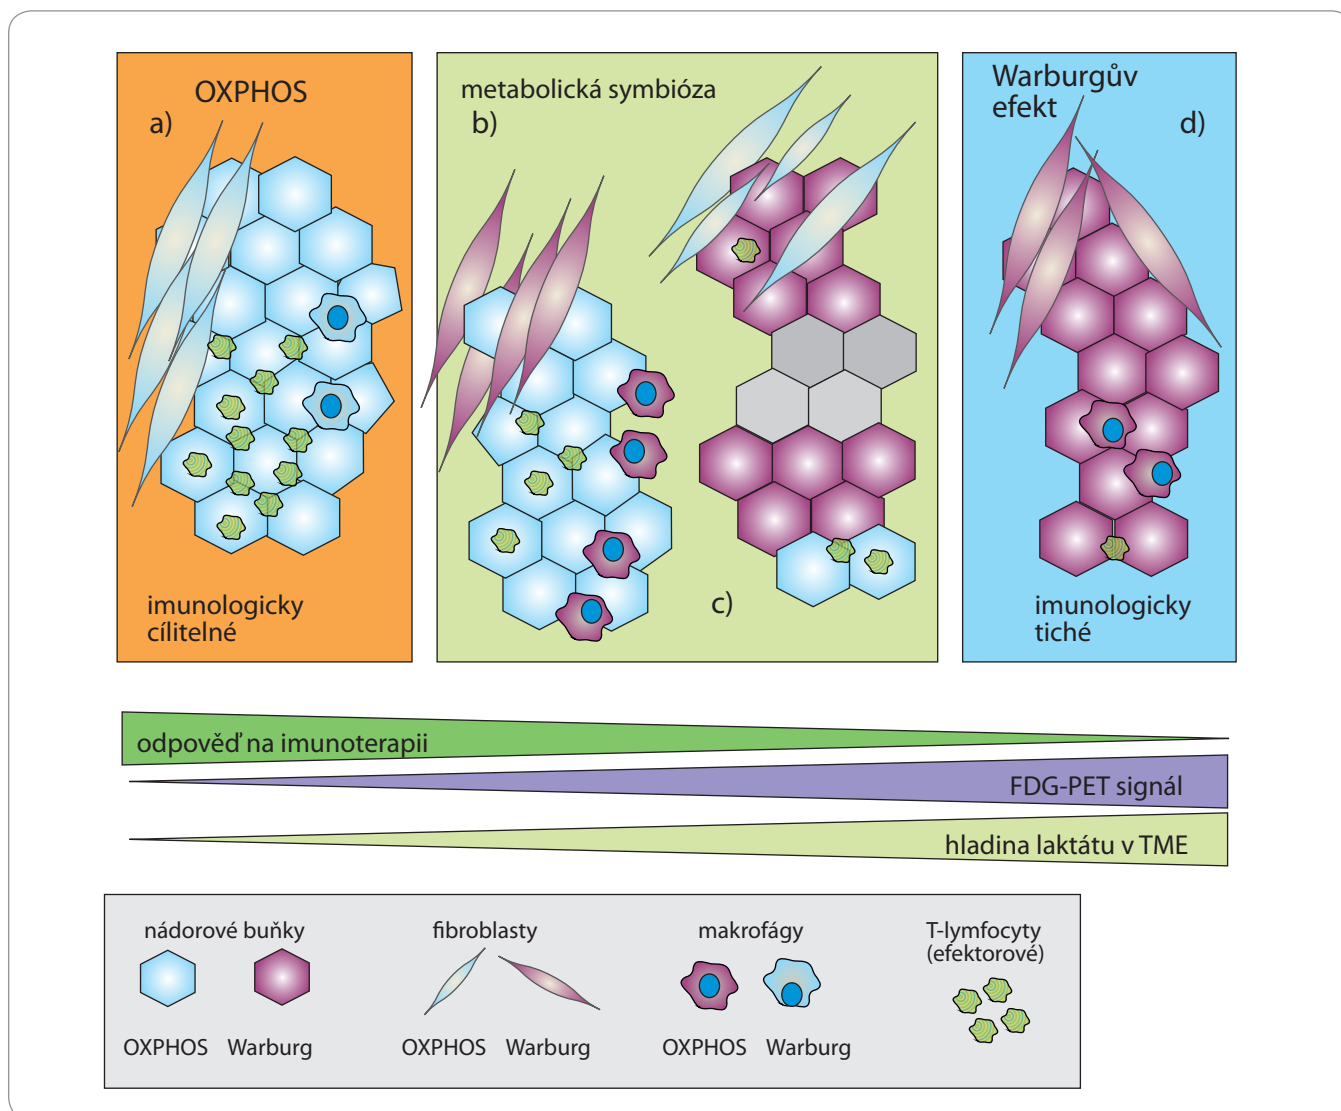 OXPHOS
a)
imunologicky
cílitelné
metabolická symbióza
b)
c)
Warburgův
efekt
d)
imunologicky
tiché
odpověď na imunoterapii
FDG-PET signál
hladina laktátu v TME
nádorové buňky
OXPHOS Warburg
fibroblasty
OXPHOS Warburg
makrofágy
OXPHOS Warburg
T-lymfocyty
(efektorové)